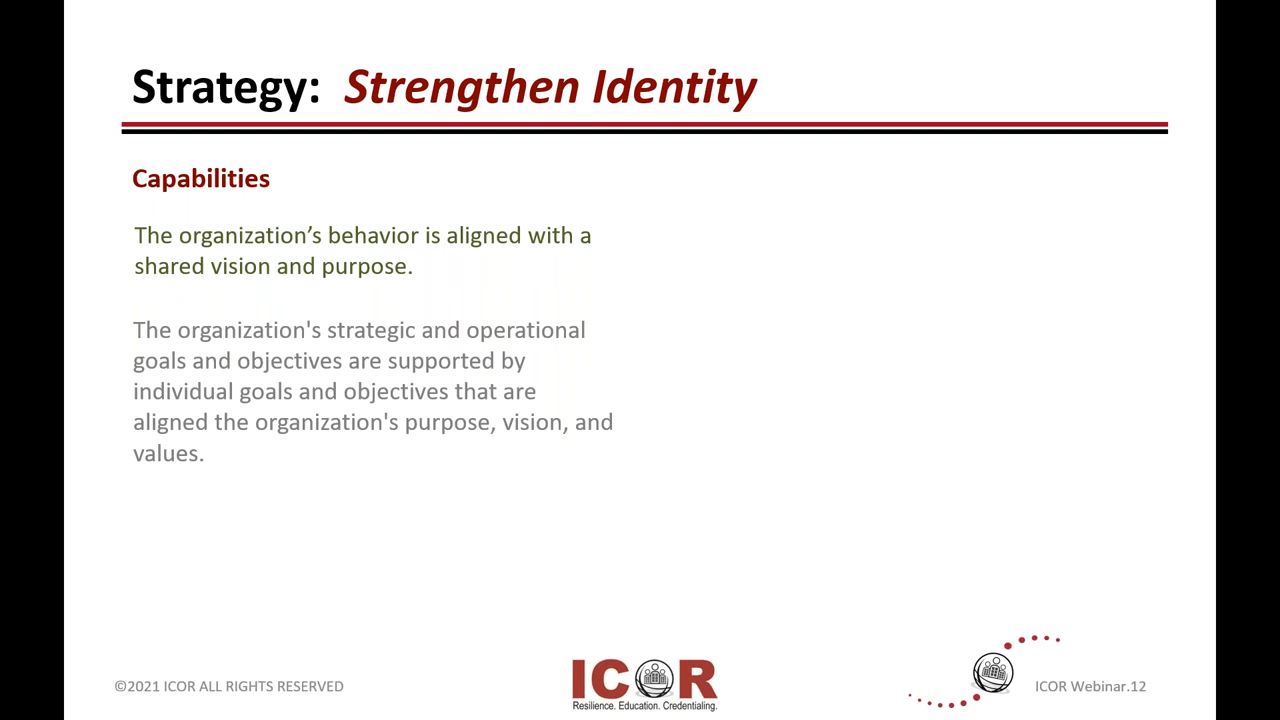 Strategy: Strengthen Identity
Capabilities
The organization’s behavior is aligned with a
shared vision and purpose.
The organization's strategic and operational
goals and objectives are supported by
individual goals and objectives that are
aligned the organization's purpose, vision, and
values.
©2021 ICOR ALL RIGHTS RESERVED
ICOR
Resilience. Education. Credentialing.
ICOR Webinar.12